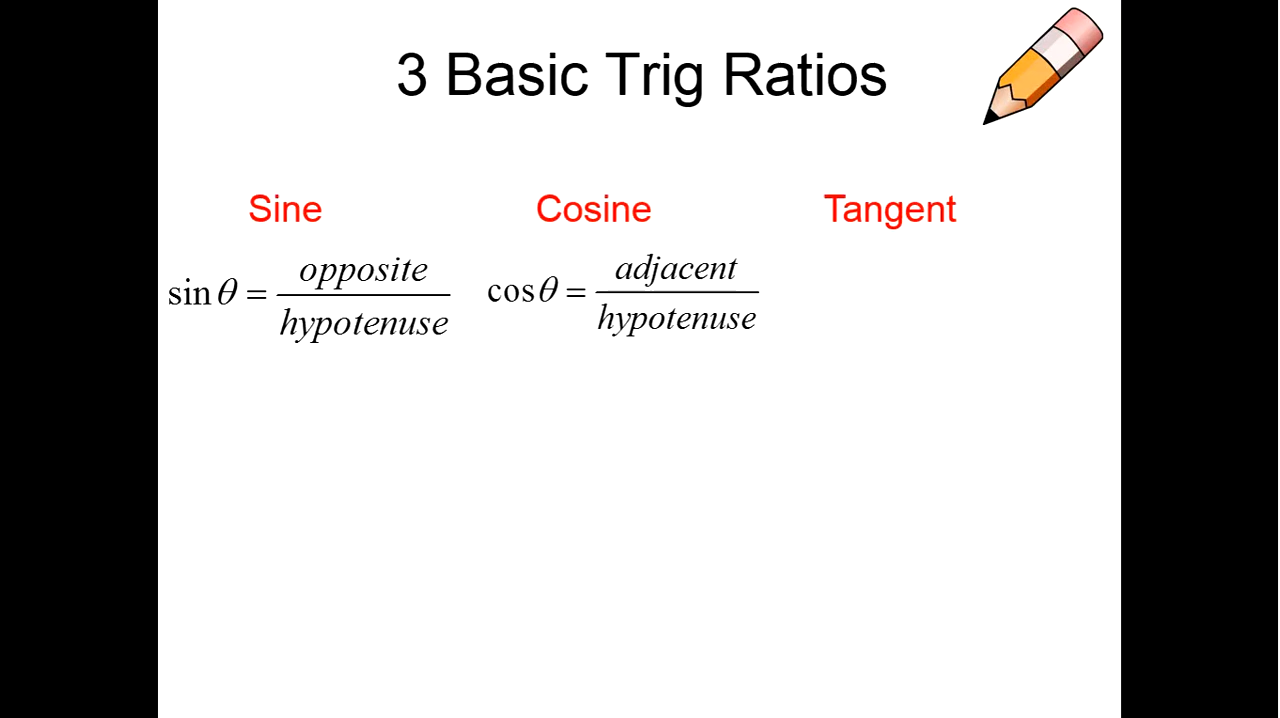 3 Basic Trig Ratios
Sine Cosine Tangent
sin θ = opposite / hypotenuse cos θ = adjacent / hypotenuse